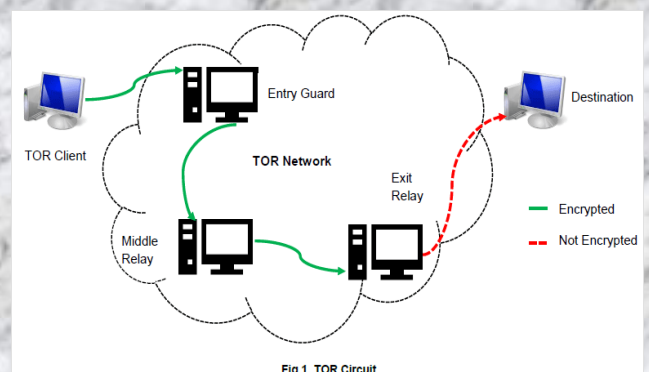 Entry Guard
Destination
TOR Client
TOR Network
Exit
Relay
Encrypted
Middle
Relay
Not Encrypted
Fig 1. TOR Circuit